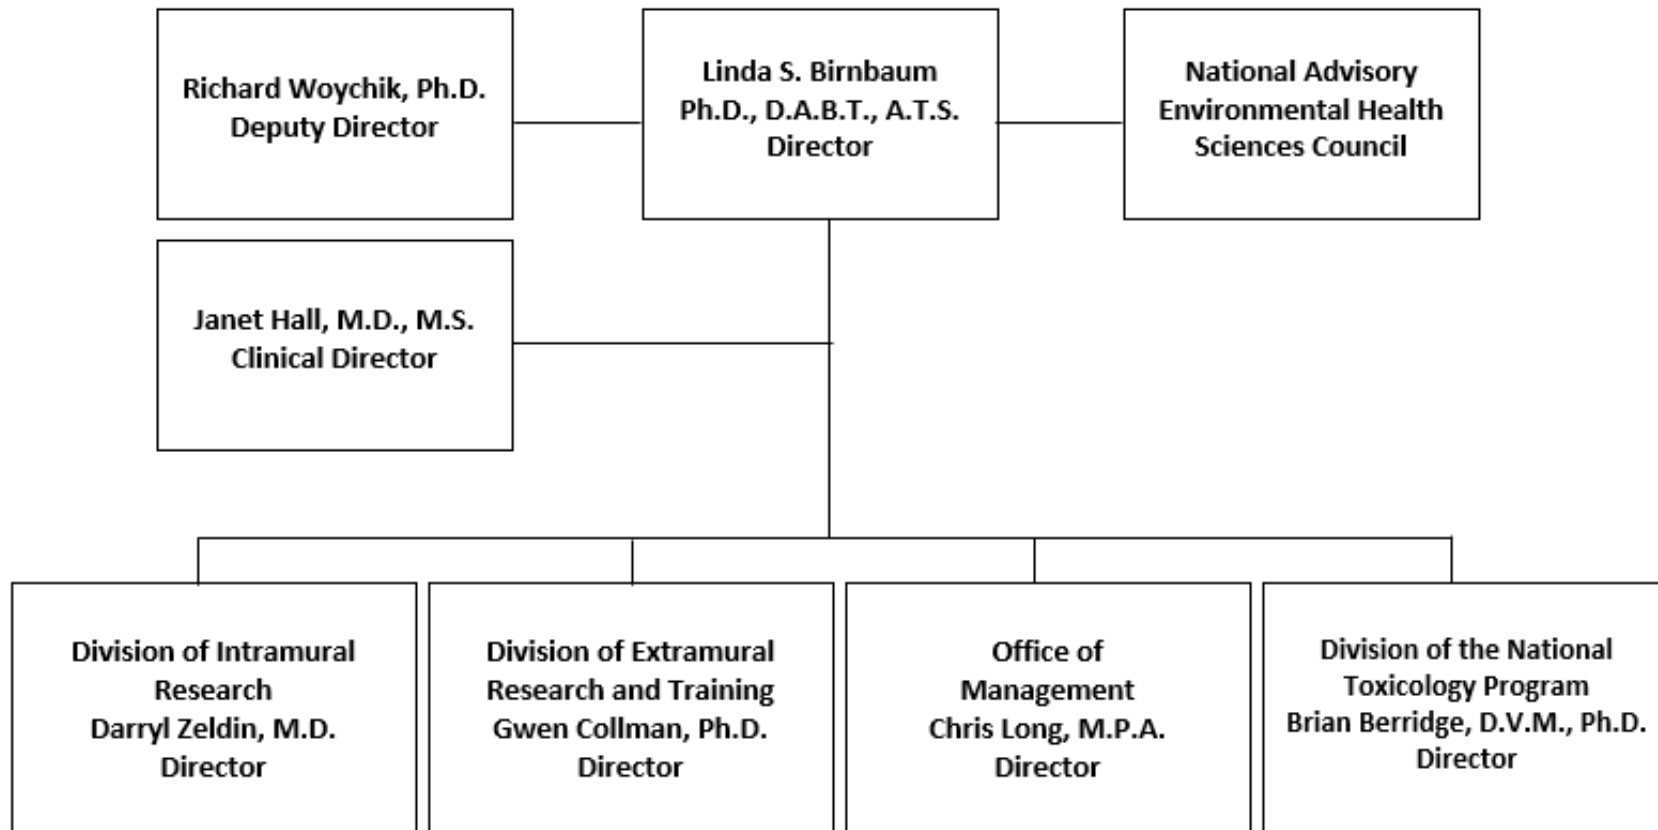 Richard Woychik, Ph.D.
Deputy Director
Linda S. Birnbaum
Ph.D., D.A.B.T., A.T.S.
Director
National Advisory
Environmental Health
Sciences Council
Janet Hall, M.D., M.S.
Clinical Director
Division of Intramural
Research
Darryl Zeldin, M.D.
Director
Division of Extramural
Research and Training
Gwen Collman, Ph.D.
Director
Office of
Management
Chris Long, M.P.A.
Director
Division of the National
Toxicology Program
Brian Berridge, D.V.M., Ph.D.
Director